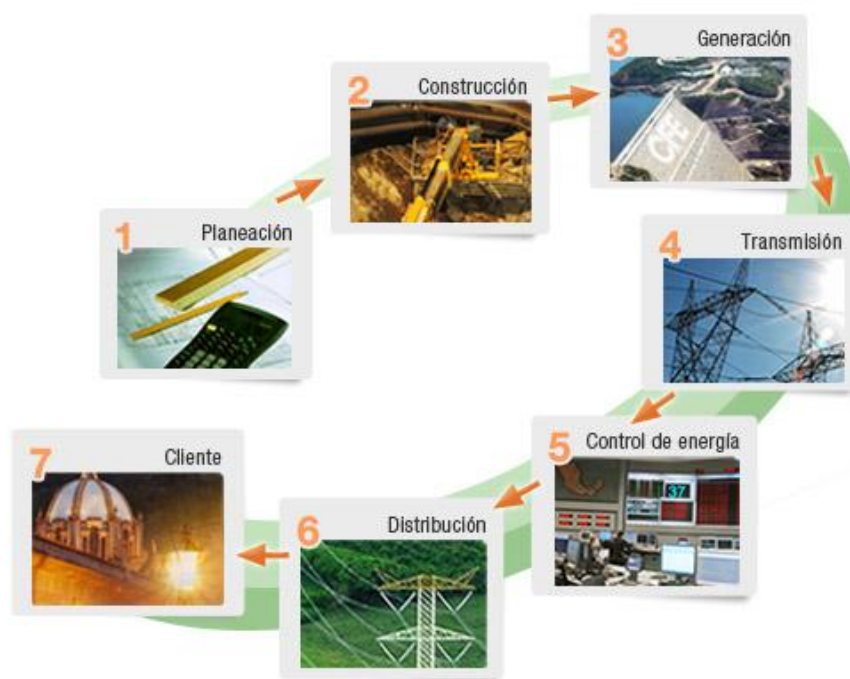 1
Planeación
2
Construcción
3
Generación
CFE
4
Transmisión
5
Control de energía
37
6
Distribución
7
Cliente